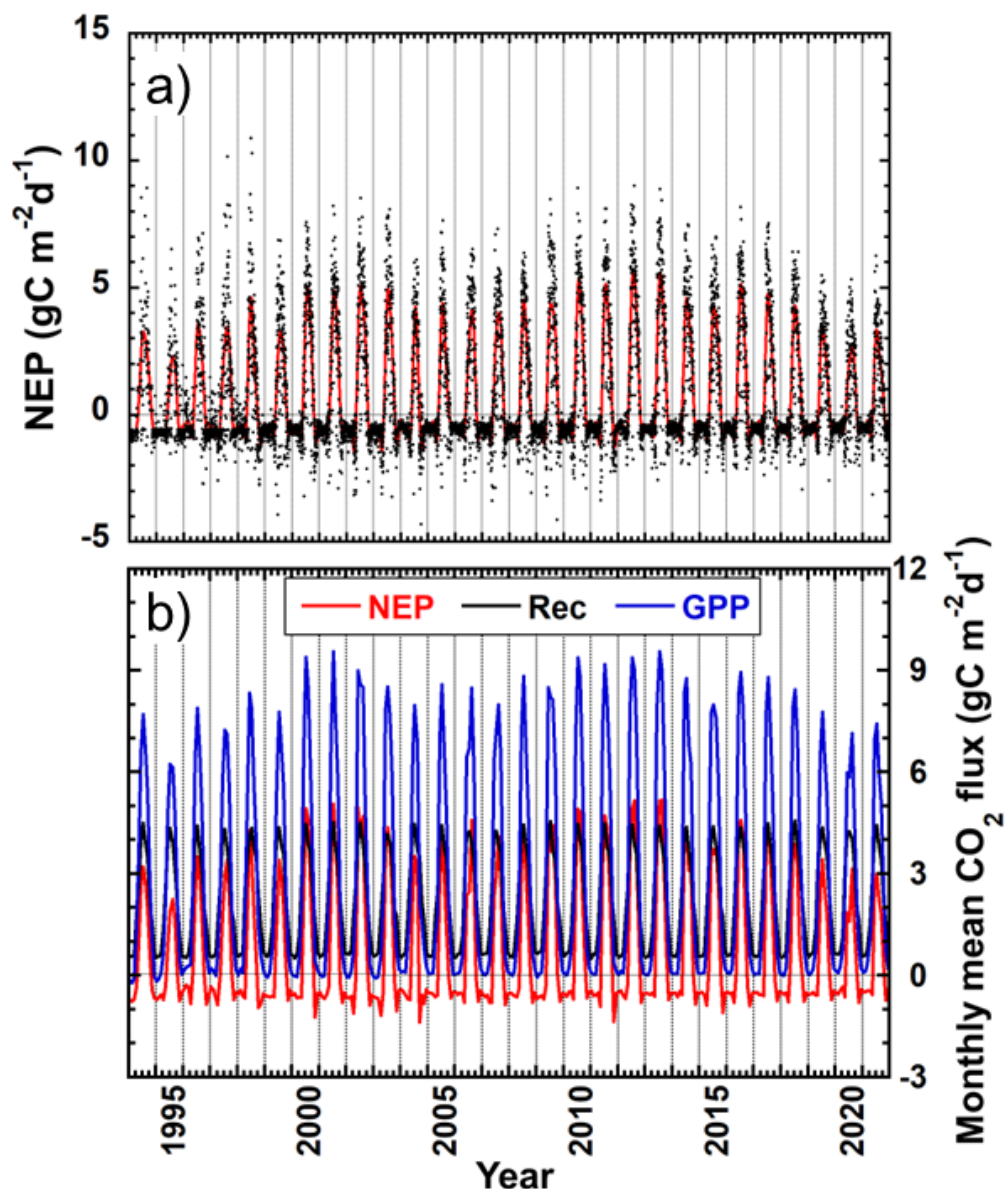 a)
NEP (gC m⁻²d⁻¹)
15
10
5
0
-5
b)
NEP Rec GPP
Monthly mean CO₂ flux (gC m⁻²d⁻¹)
12
9
6
3
0
-3
1995 2000 2005 2010 2015 2020
Year